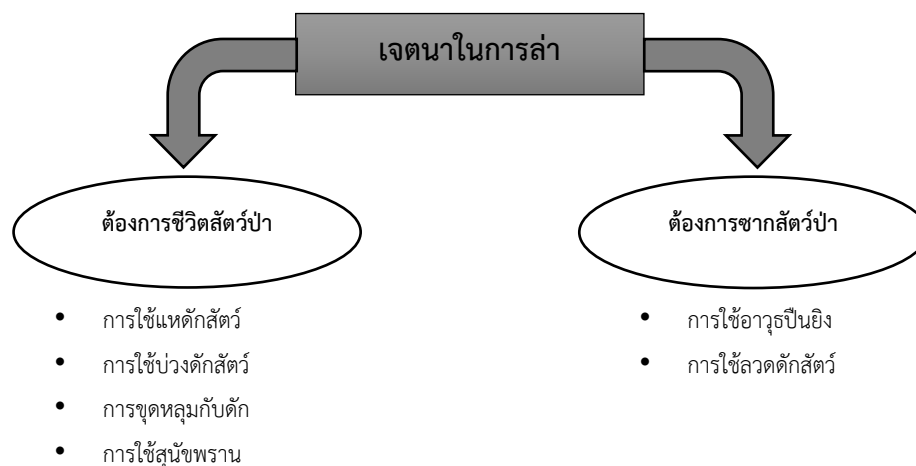 เจตนาในการล่า
ต้องการชีวิตสัตว์ป่า
• การใช้แหดักสัตว์
• การใช้บ่วงดักสัตว์
• การขุดหลุมกับดัก
• การใช้สุนัขพราน
ต้องการซากสัตว์ป่า
• การใช้อาวุธปืนยิง
• การใช้ลวดดักสัตว์